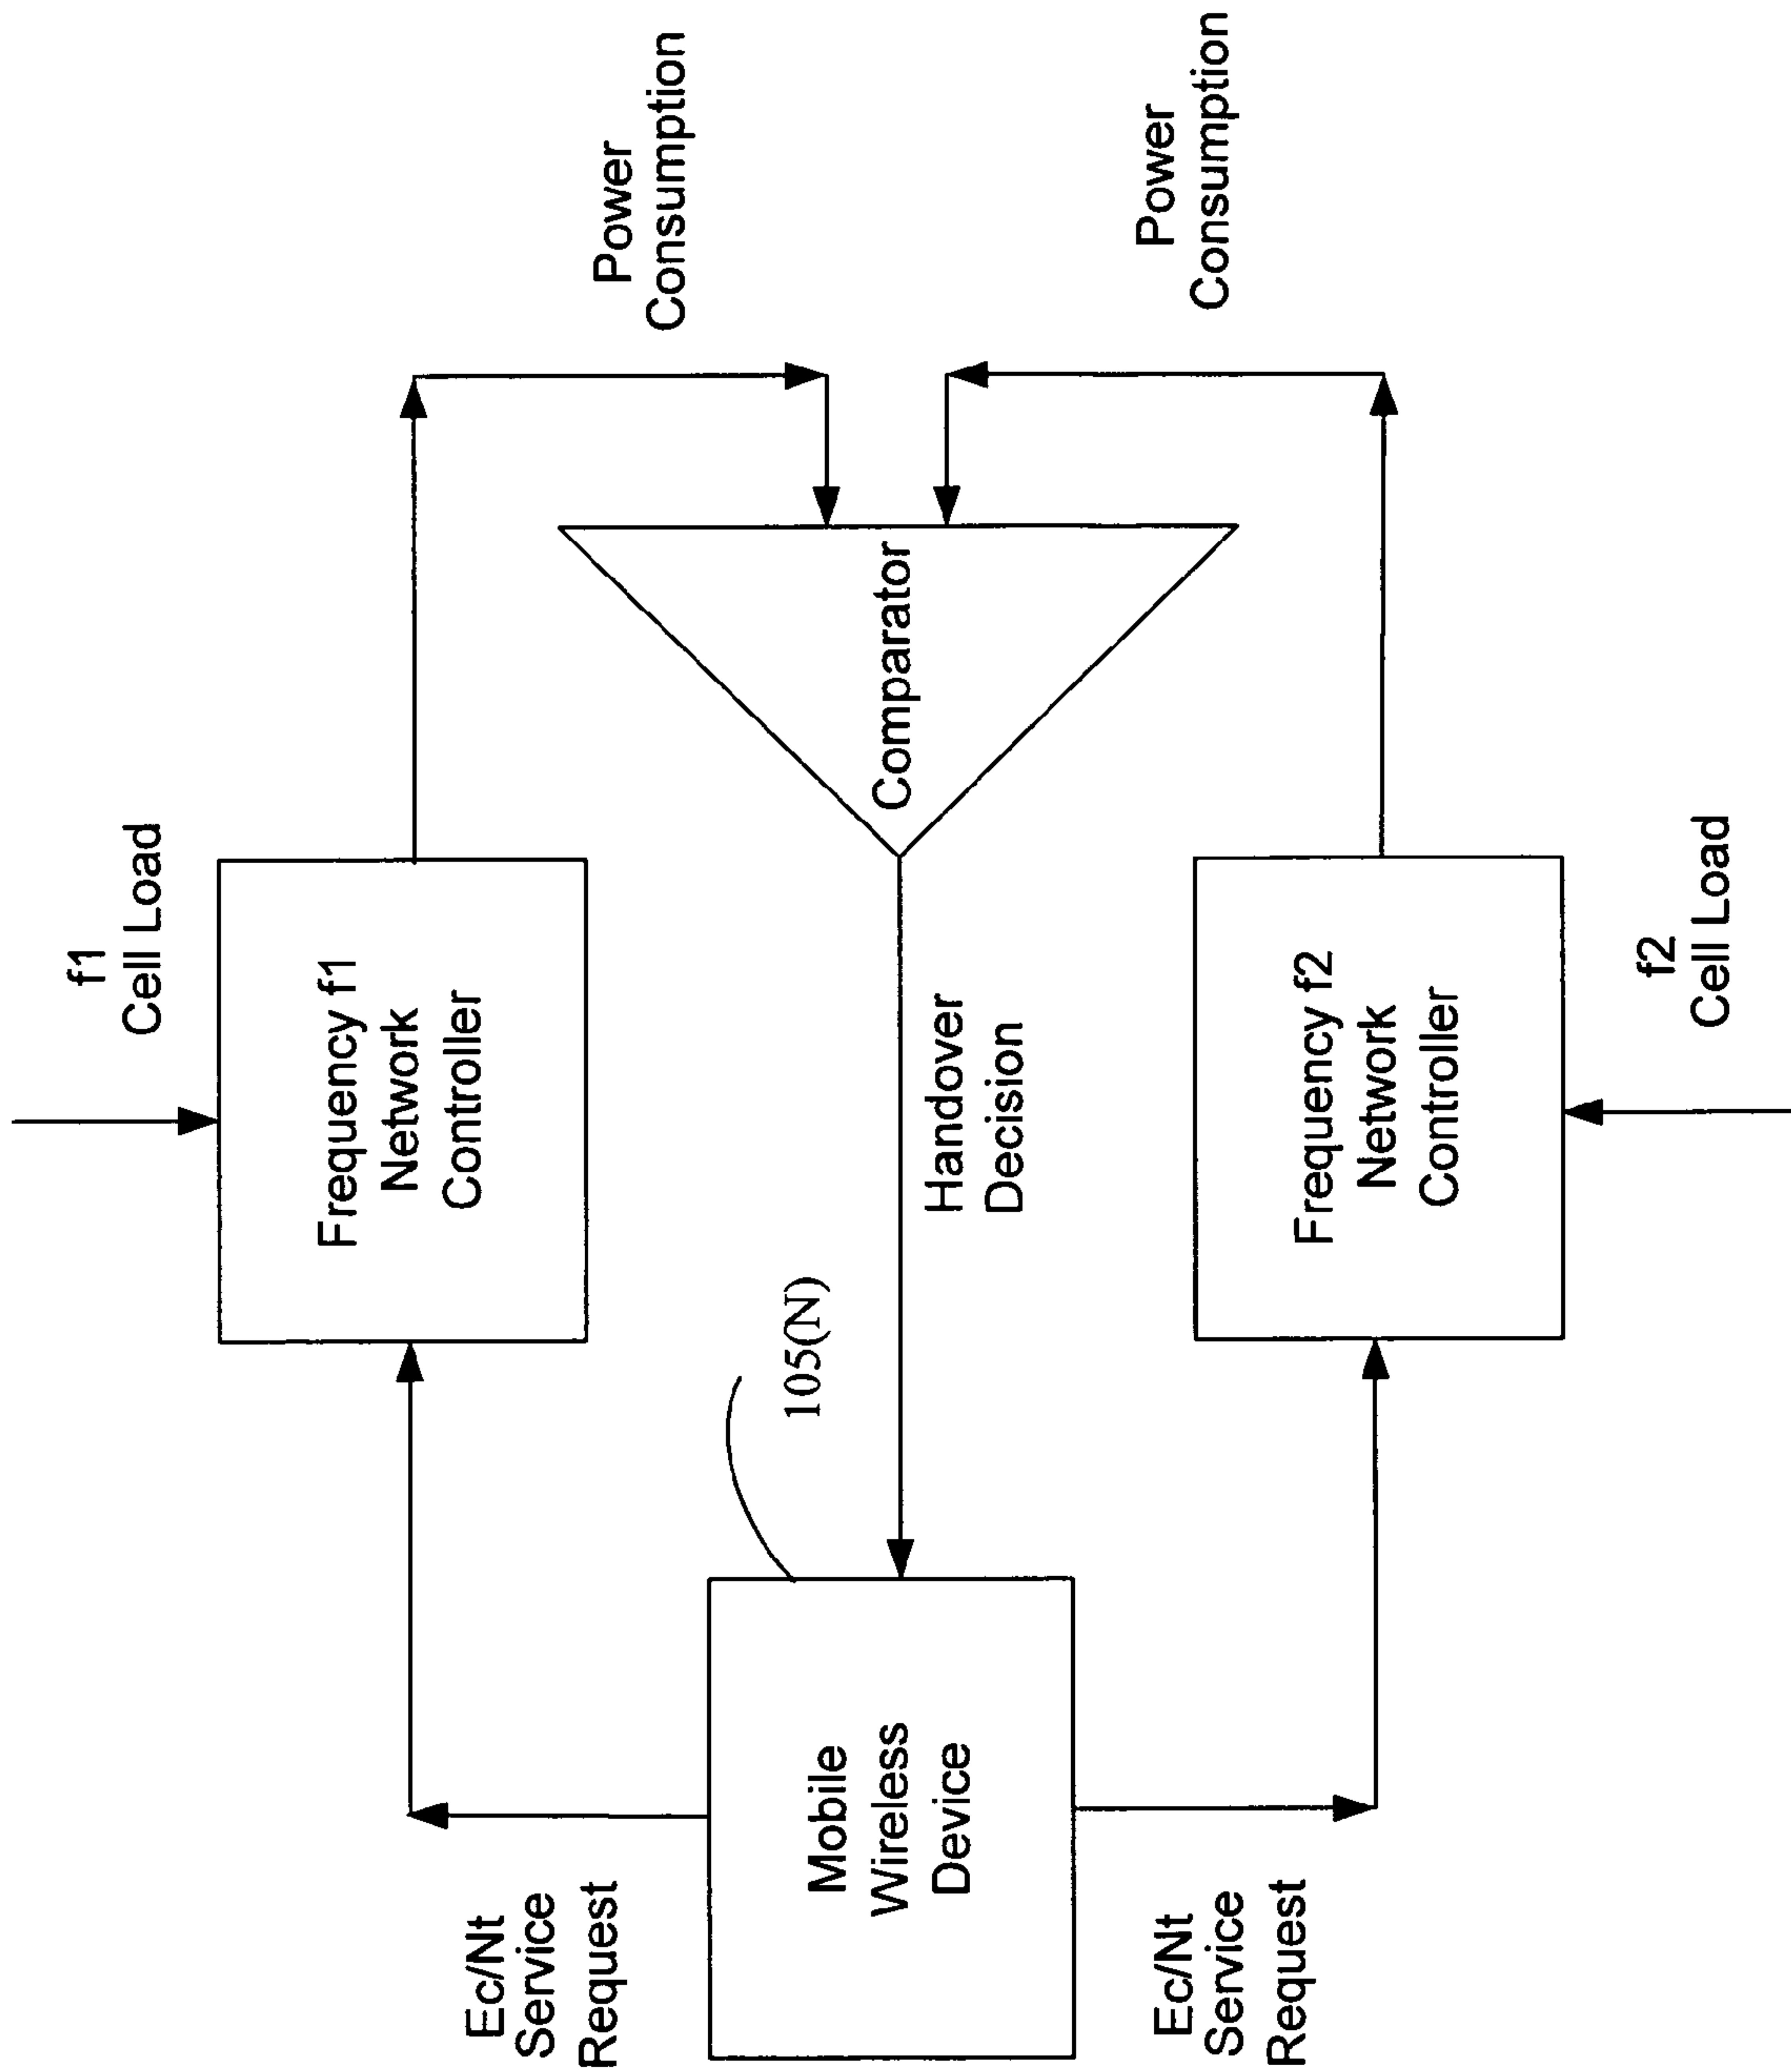 f1
Cell Load
Frequency f1
Network
Controller
Power
Consumption
Ec/Nt
Service
Request
105(N)
Mobile
Wireless
Device
Handover
Decision
Comparator
Ec/Nt
Service
Request
Frequency f2
Network
Controller
Power
Consumption
f2
Cell Load